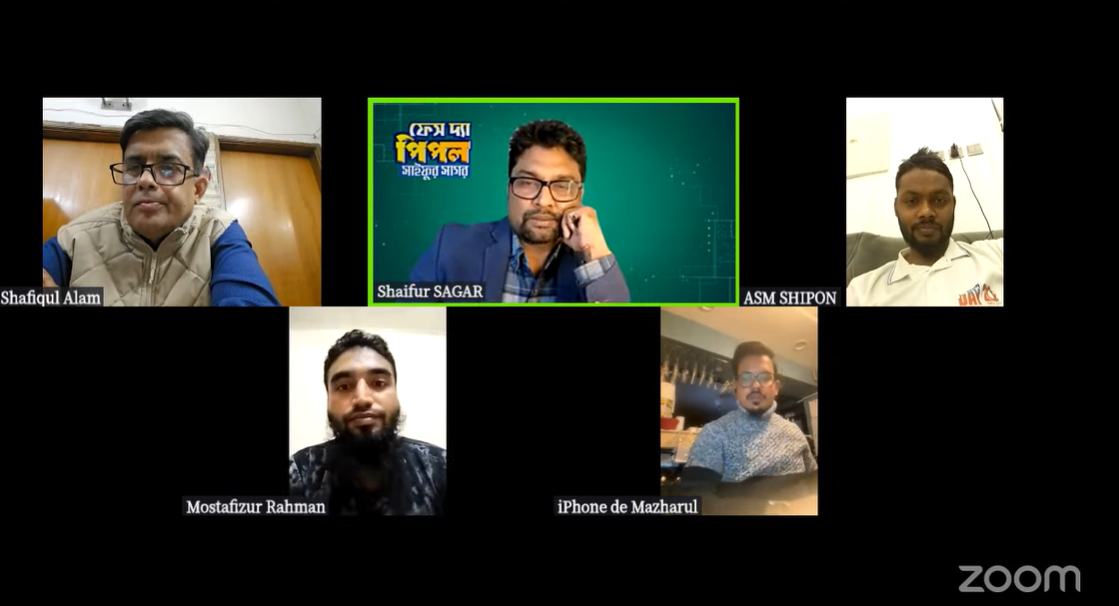 ফেস দ্যা
পিপল
সাইফুর সাগর
Shafiqul Alam
Shaifur SAGAR
ASM SHIPON
Mostafizur Rahman
iPhone de Mazharul
zoom